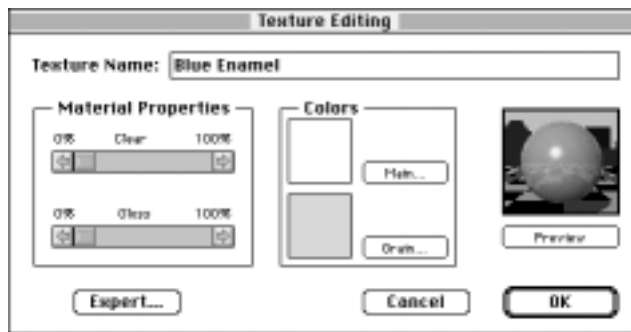 Texture Editing
Texture Name: Blue Enamel
Material Properties
0% Clear 100%
0% Gloss 100%
Colors
Main...
Grain...
Preview
Expert...
Cancel
OK